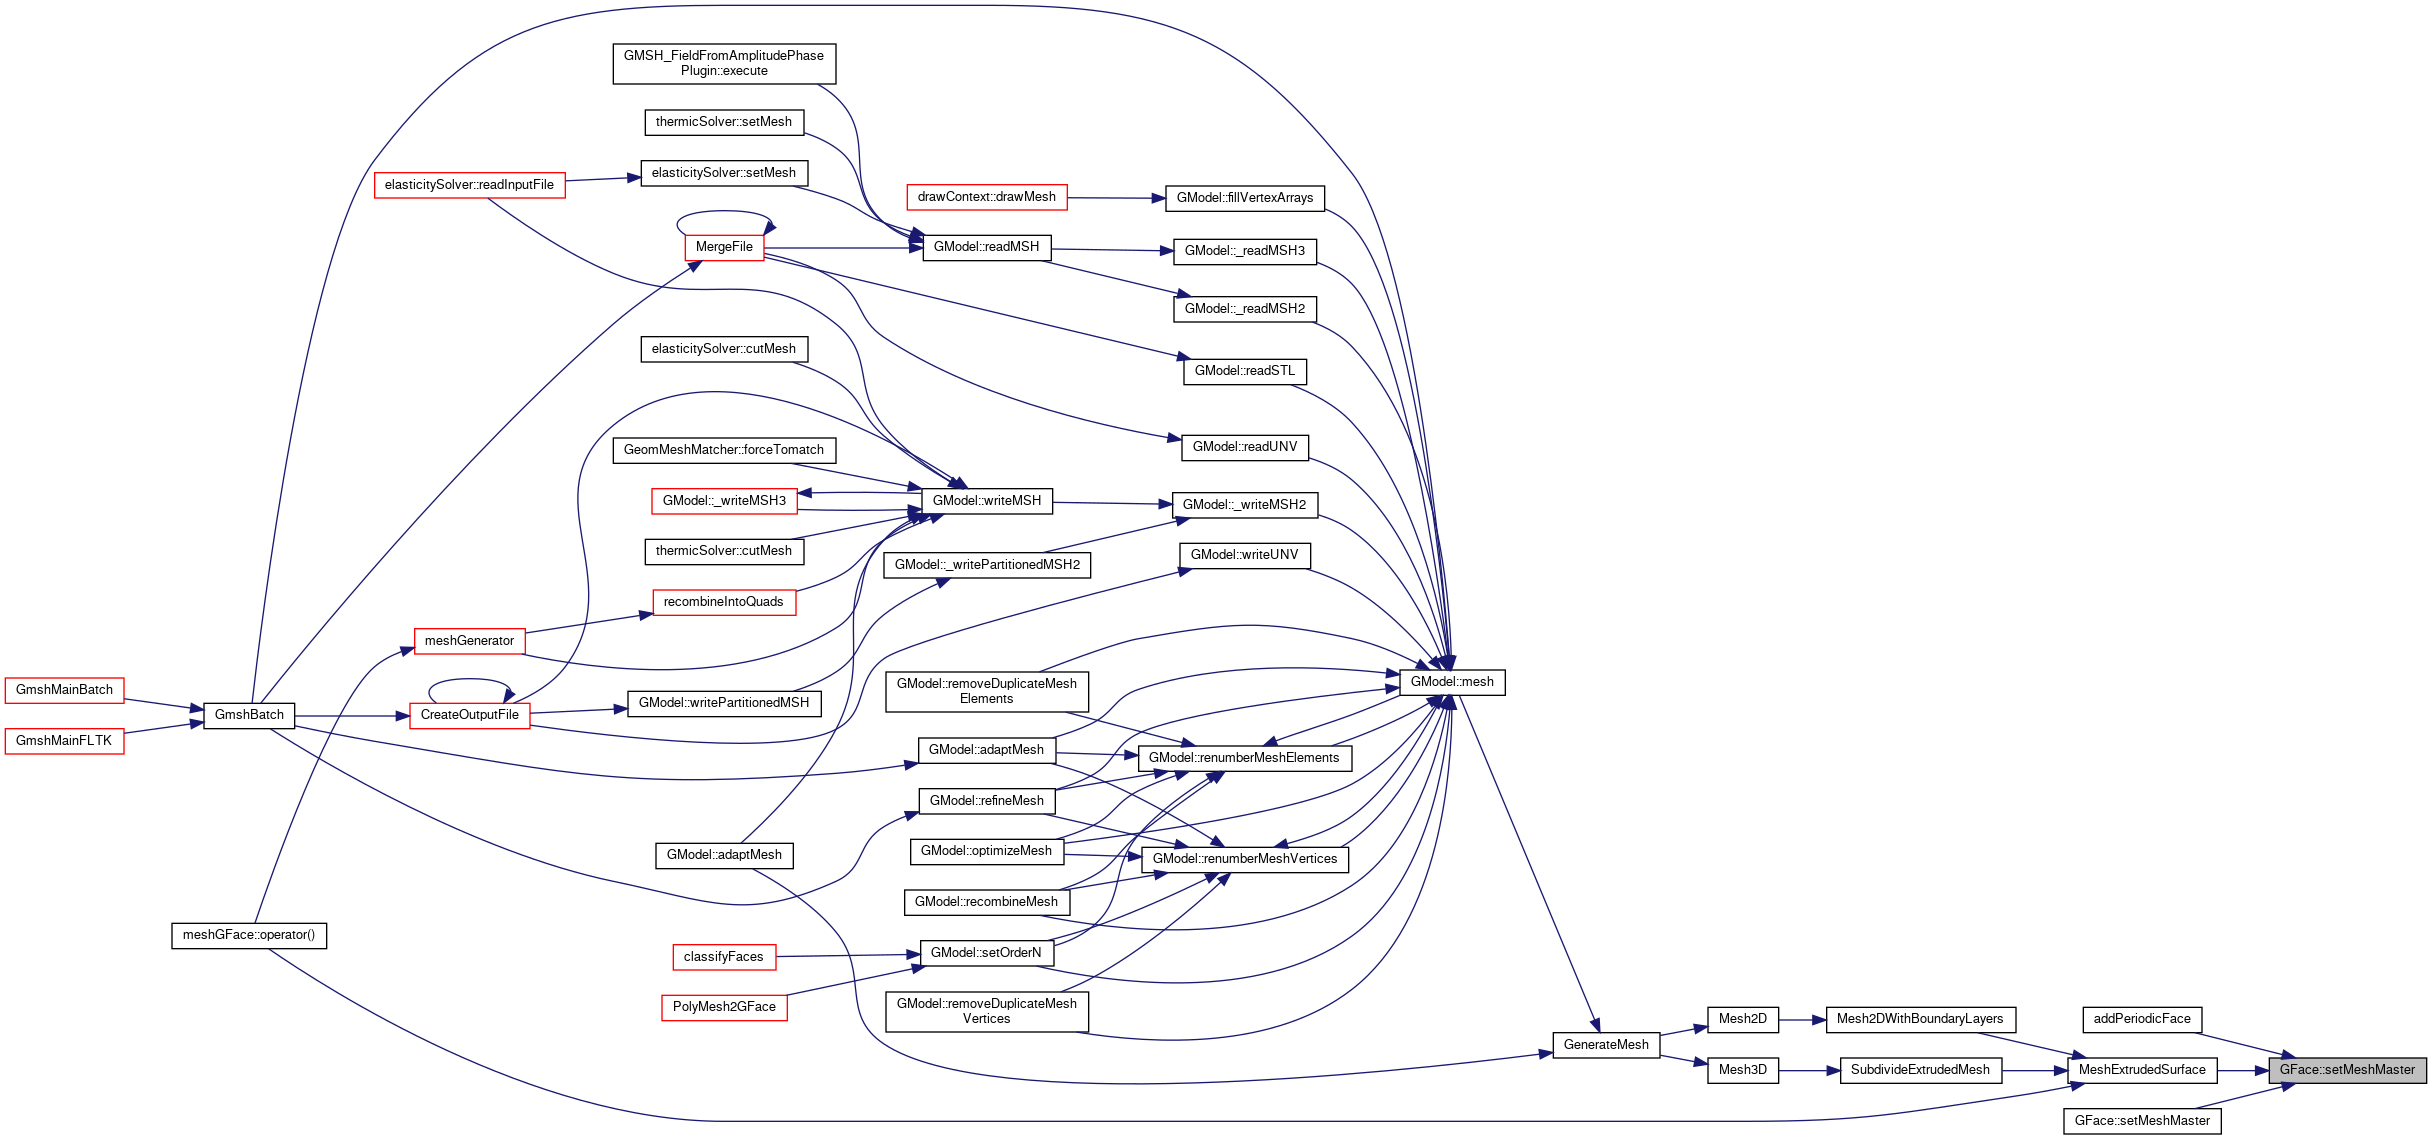 GMSH_FieldFromAmplitudePhase
Plugin::execute
thermicSolver::setMesh
elasticitySolver::readInputFile
elasticitySolver::setMesh
drawContext::drawMesh
GModel::fillVertexArrays
MergeFile
GModel::readMSH
GModel::_readMSH3
GModel::_readMSH2
elasticitySolver::cutMesh
GModel::readSTL
GeomMeshMatcher::forceTomatch
GModel::readUNV
GModel::_writeMSH3
GModel::writeMSH
GModel::_writeMSH2
thermicSolver::cutMesh
GModel::_writePartitionedMSH2
GModel::writeUNV
recombineIntoQuads
meshGenerator
GmshMainBatch
GmshMainFLTK
GmshBatch
CreateOutputFile
GModel::writePartitionedMSH
GModel::removeDuplicateMesh
Elements
GModel::mesh
GModel::adaptMesh
GModel::renumberMeshElements
GModel::refineMesh
GModel::adaptMesh
GModel::optimizeMesh
GModel::renumberMeshVertices
GModel::recombineMesh
meshGFace::operator()
classifyFaces
GModel::setOrderN
PolyMesh2GFace
GModel::removeDuplicateMesh
Vertices
GenerateMesh
Mesh2D
Mesh2DWithBoundaryLayers
addPeriodicFace
Mesh3D
SubdivideExtrudedMesh
MeshExtrudedSurface
GFace::setMeshMaster
GFace::setMeshMaster